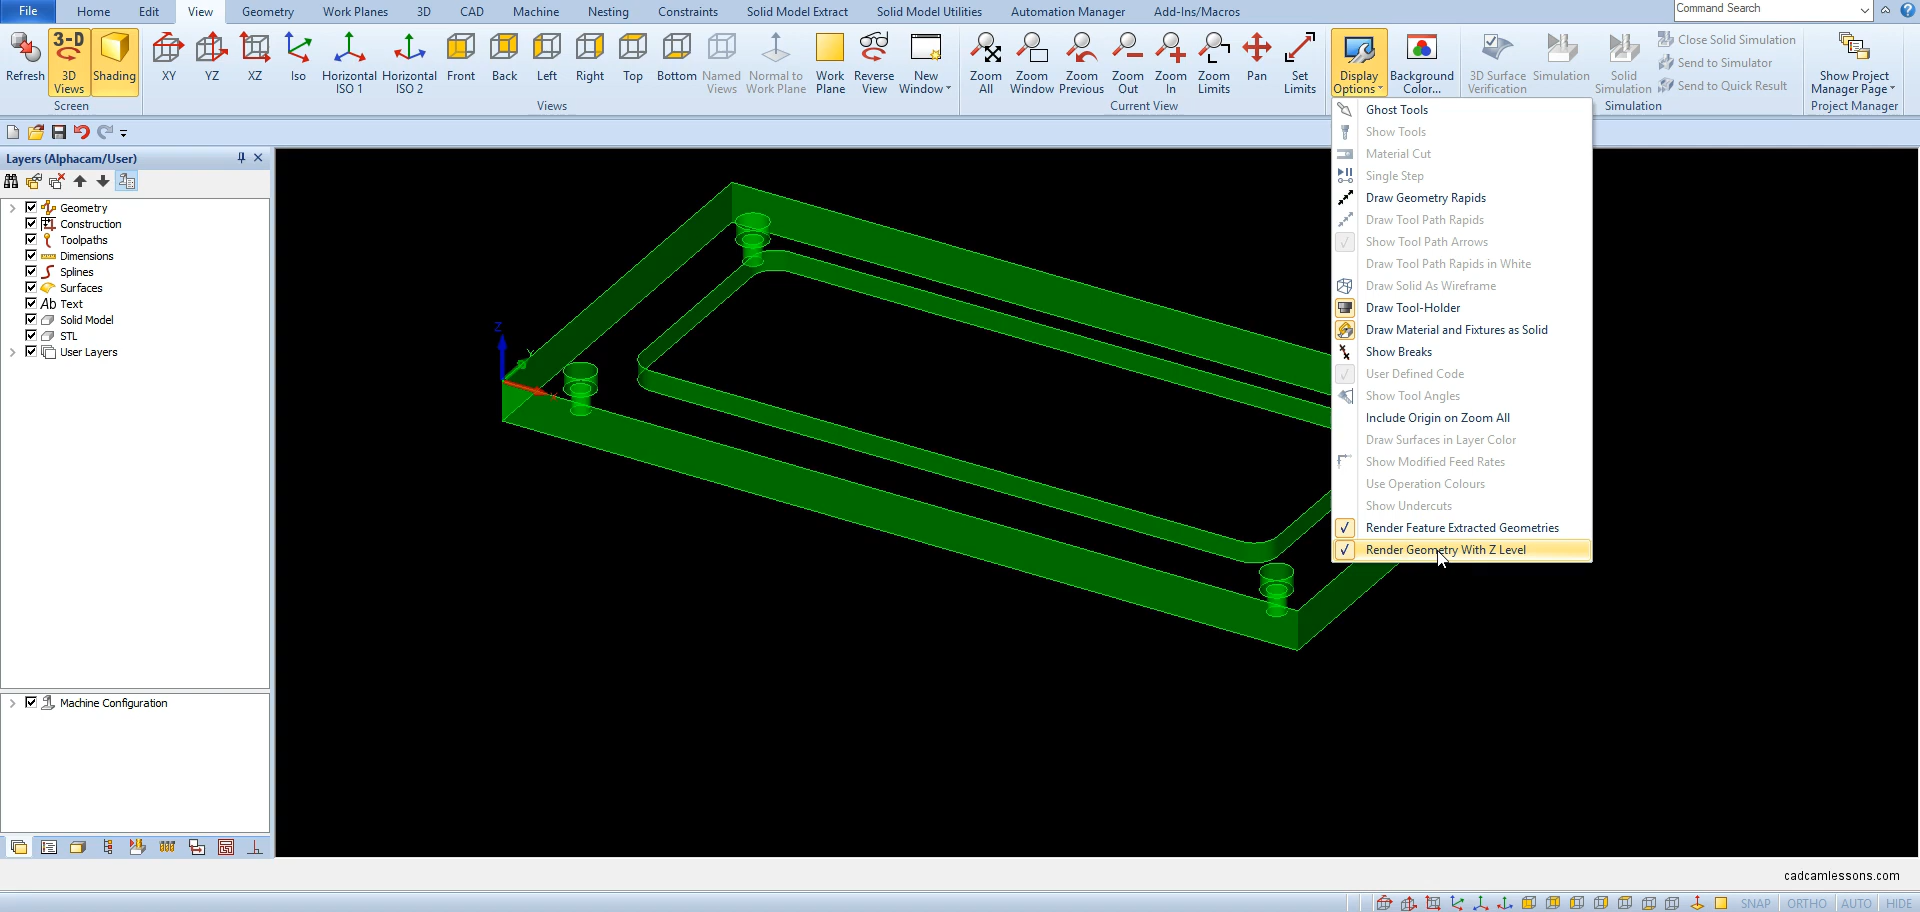 File Home Edit View Geometry Work Planes 3D CAD Machine Nesting Constraints Solid Model Extract Solid Model Utilities Automation Manager Add-Ins/Macros Command Search
3-D
Refresh 3D Views Shading XY YZ XZ Iso Horizontal ISO 1 Horizontal ISO 2 Front Back Left Right Top Bottom Named Views Normal to Work Plane Work Plane Reverse View New Window Zoom All Zoom Window Zoom Previous Zoom Out Zoom In Zoom Limits Pan Set Limits Display Options Background Color... 3D Surface Verification Simulation Solid Simulation Show Project Manager Page
Close Solid Simulation
Send to Simulator
Send to Quick Result
Screen Views Current View Simulation Project Manager
Layers (Alphacam/User)
Geometry
Construction
Toolpaths
Dimensions
Splines
Surfaces
Ab Text
Solid Model
STL
User Layers
Machine Configuration
Z
Y
X
Ghost Tools
Show Tools
Material Cut
Single Step
Draw Geometry Rapids
Draw Tool Path Rapids
Show Tool Path Arrows
Draw Tool Path Rapids in White
Draw Solid As Wireframe
Draw Tool-Holder
Draw Material and Fixtures as Solid
Show Breaks
User Defined Code
Show Tool Angles
Include Origin on Zoom All
Draw Surfaces in Layer Color
Show Modified Feed Rates
Use Operation Colours
Show Undercuts
Render Feature Extracted Geometries
Render Geometry With Z Level
cadcamlessons.com
SNAP ORTHO AUTO HIDE